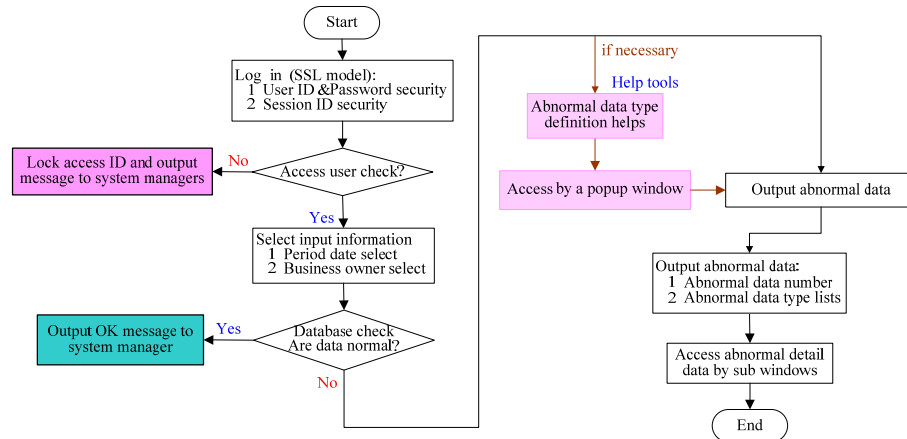 Start
Log in (SSL model):
1 User ID &Password security
2 Session ID security
Access user check?
No
Lock access ID and output
message to system managers
Yes
Select input information
1 Period date select
2 Business owner select
Database check
Are data normal?
Yes
Output OK message to
system manager
No
if necessary
Help tools
Abnormal data type
definition helps
Access by a popup window
Output abnormal data
Output abnormal data:
1 Abnormal data number
2 Abnormal data type lists
Access abnormal detail
data by sub windows
End